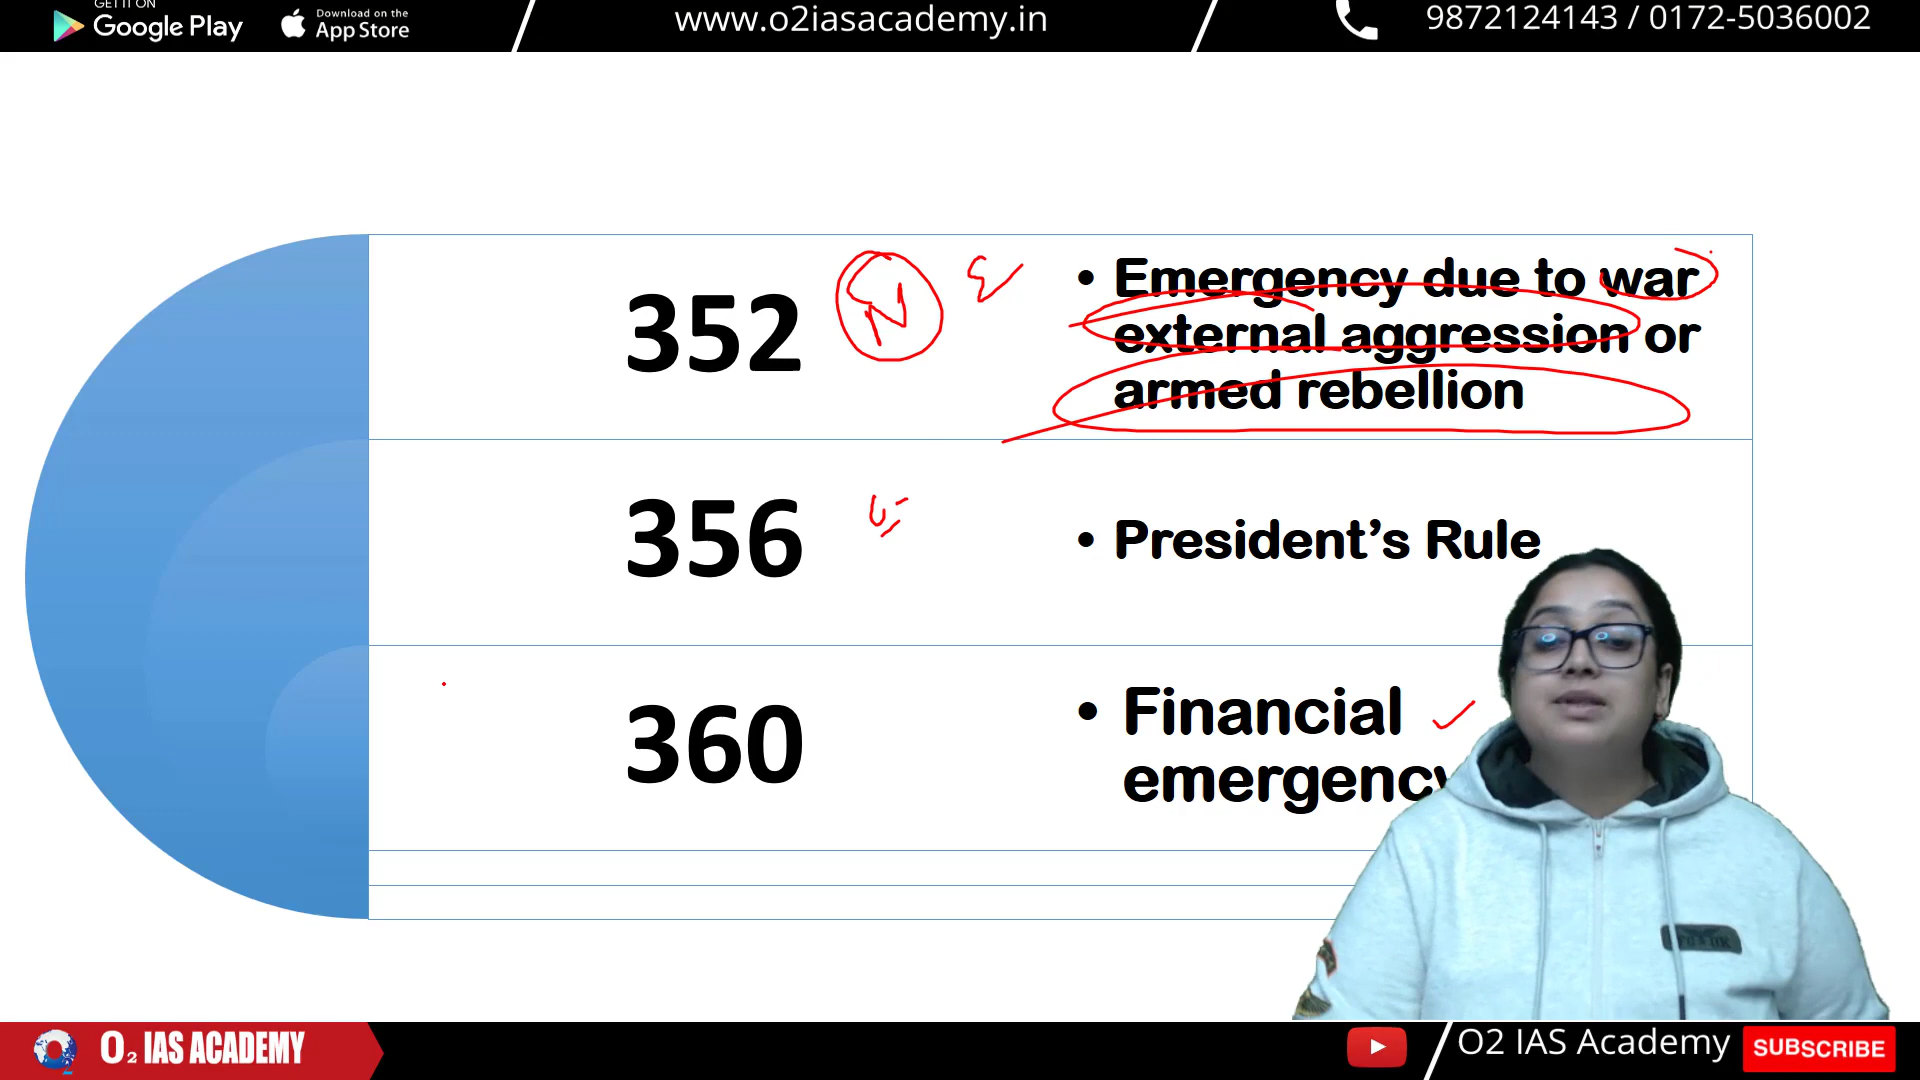 GET IT ON
Google Play
Download on the
App Store
www.o2iasacademy.in
9872124143 / 0172-5036002
352
N E
• Emergency due to war
external aggression or
armed rebellion
356
• President’s Rule
360
• Financial
emergency
O2 IAS ACADEMY
O2 IAS Academy
SUBSCRIBE